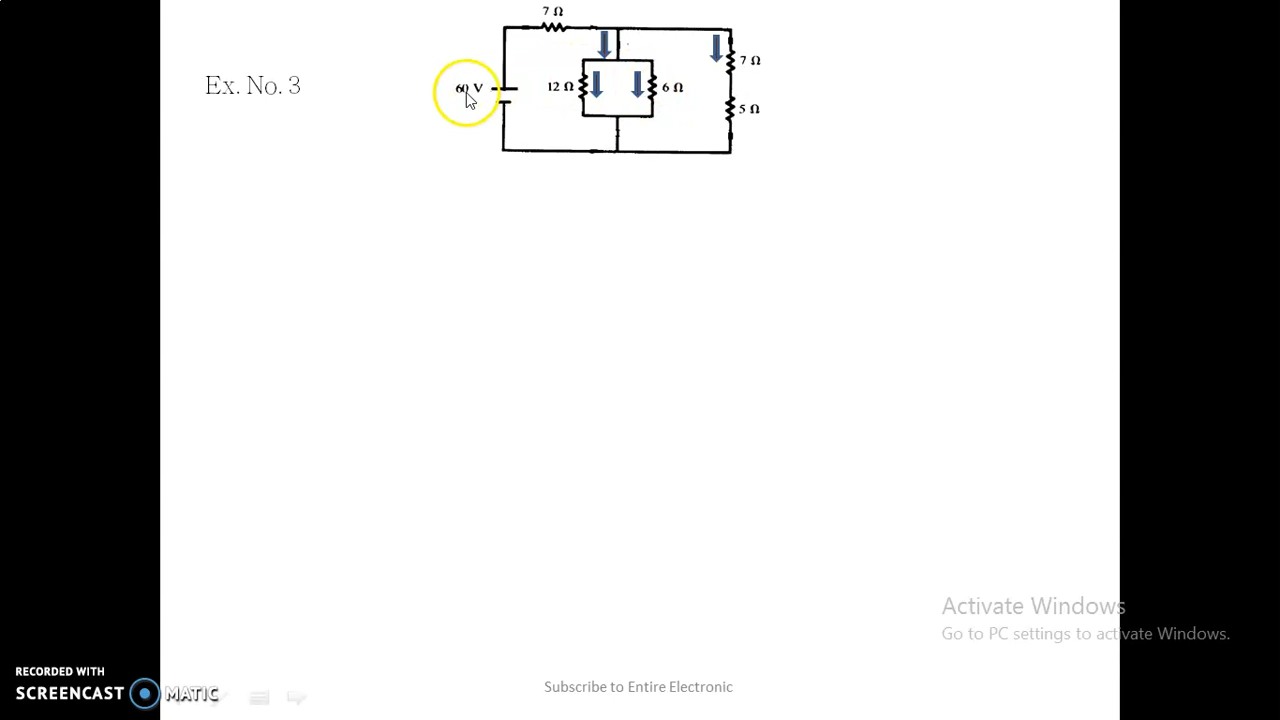 7 Ω
Ex. No. 3
60 V
12 Ω
6 Ω
7 Ω
5 Ω
Activate Windows
Go to PC settings to activate Windows.
RECORDED WITH
SCREENCAST MATIC
Subscribe to Entire Electronic